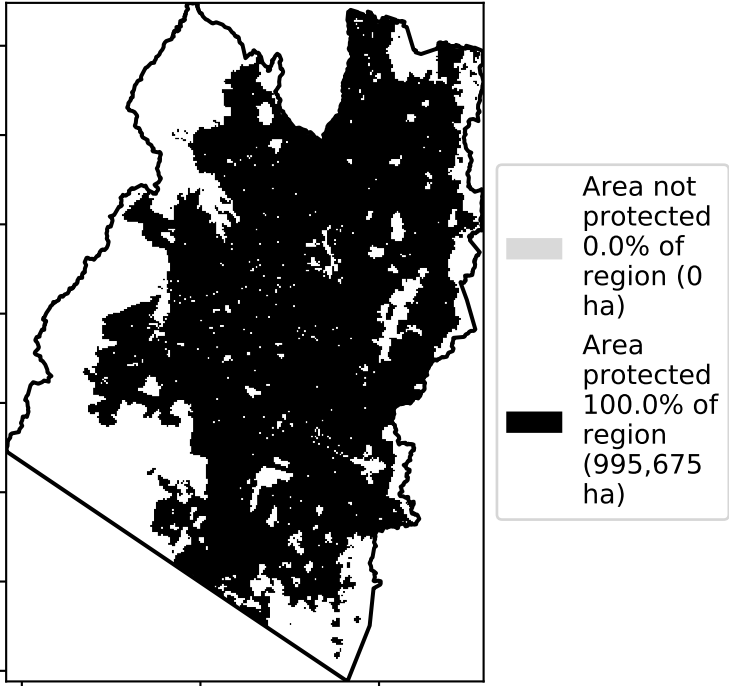 Area not
protected
0.0% of
region (0
ha)
Area
protected
100.0% of
region
(995,675
ha)